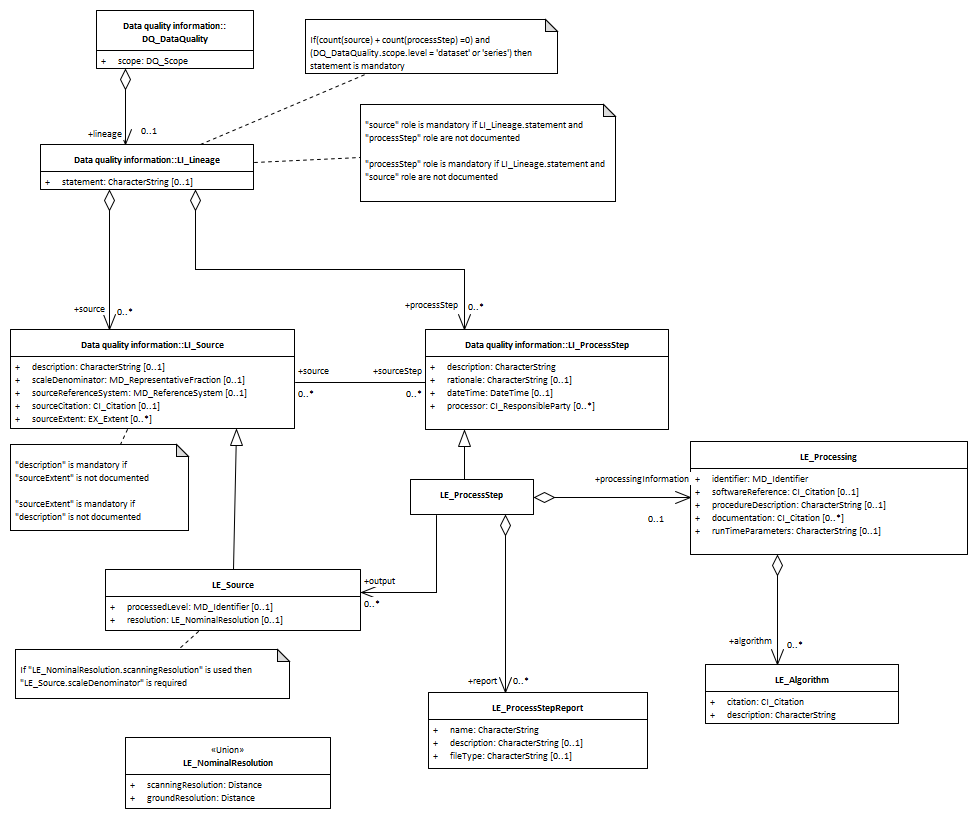 Data quality information::
DQ_DataQuality
+ scope: DQ_Scope
If(count(source) + count(processStep) =0) and
(DQ_DataQuality.scope.level = 'dataset' or 'series') then
statement is mandatory
+lineage 0..1
"source" role is mandatory if LI_Lineage.statement and
"processStep" role are not documented
"processStep" role is mandatory if LI_Lineage.statement and
"source" role are not documented
Data quality information::LI_Lineage
+ statement: CharacterString [0..1]
+source 0..*
+processStep 0..*
Data quality information::LI_Source
+ description: CharacterString [0..1]
+ scaleDenominator: MD_RepresentativeFraction [0..1]
+ sourceReferenceSystem: MD_ReferenceSystem [0..1]
+ sourceCitation: CI_Citation [0..1]
+ sourceExtent: EX_Extent [0..*]
+source +sourceStep
0..* 0..*
Data quality information::LI_ProcessStep
+ description: CharacterString
+ rationale: CharacterString [0..1]
+ dateTime: DateTime [0..1]
+ processor: CI_ResponsibleParty [0..*]
"description" is mandatory if
"sourceExtent" is not documented
"sourceExtent" is mandatory if
"description" is not documented
LE_ProcessStep
+processingInformation
0..1
LE_Processing
+ identifier: MD_Identifier
+ softwareReference: CI_Citation [0..1]
+ procedureDescription: CharacterString [0..1]
+ documentation: CI_Citation [0..*]
+ runTimeParameters: CharacterString [0..1]
LE_Source
+ processedLevel: MD_Identifier [0..1]
+ resolution: LE_NominalResolution [0..1]
+output
0..*
If "LE_NominalResolution.scanningResolution" is used then
"LE_Source.scaleDenominator" is required
+report 0..*
+algorithm 0..*
LE_Algorithm
+ citation: CI_Citation
+ description: CharacterString
LE_ProcessStepReport
+ name: CharacterString
+ description: CharacterString [0..1]
+ fileType: CharacterString [0..1]
«Union»
LE_NominalResolution
+ scanningResolution: Distance
+ groundResolution: Distance